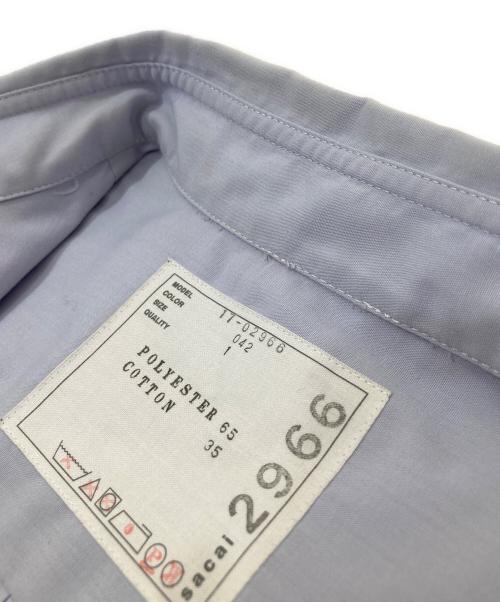 MODEL 17-02966
COLOR 042
SIZE 1
QUALITY
POLYESTER 65
COTTON 35
2966
sacai